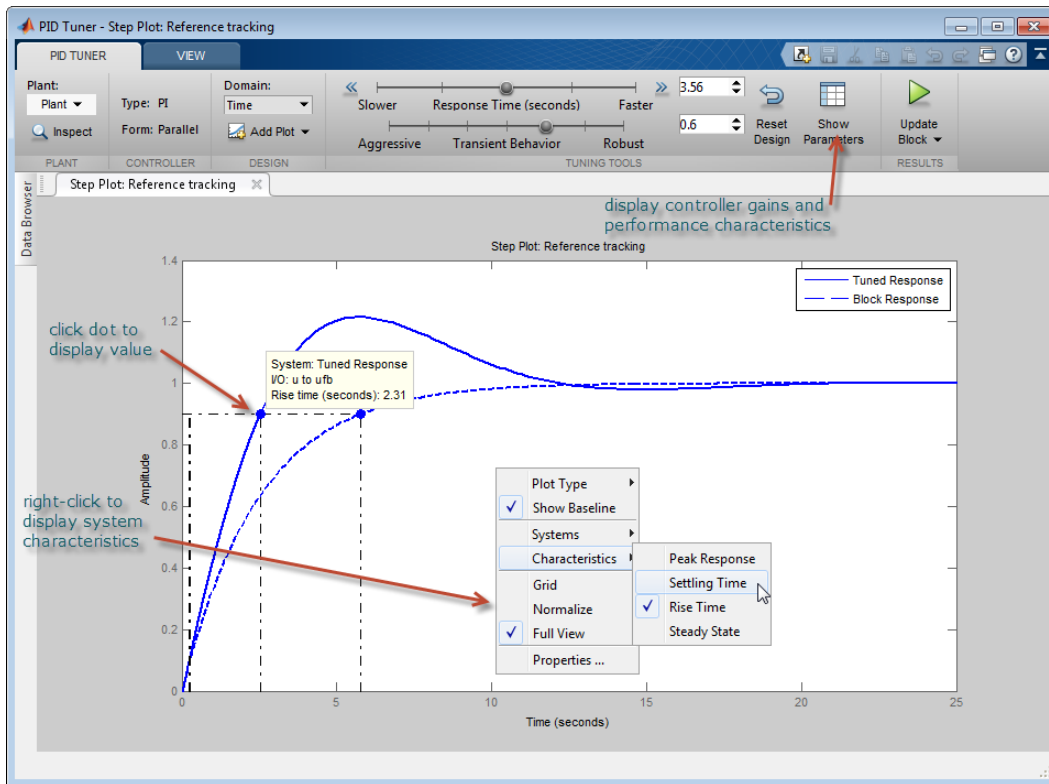 PID Tuner - Step Plot: Reference tracking
PID TUNER
VIEW
Plant:
Plant
Inspect
PLANT
Type: PI
Form: Parallel
CONTROLLER
Domain:
Time
Add Plot
DESIGN
Slower Response Time (seconds) Faster
3.56
Aggressive Transient Behavior Robust
0.6
Reset
Design
Show
Parameters
TUNING TOOLS
Update
Block
RESULTS
Data Browser
Step Plot: Reference tracking
display controller gains and
performance characteristics
Step Plot: Reference tracking
Tuned Response
Block Response
1.4
1.2
1
0.8
0.6
0.4
0.2
0
Amplitude
click dot to
display value
System: Tuned Response
I/O: u to ufb
Rise time (seconds): 2.31
right-click to
display system
characteristics
Plot Type
Show Baseline
Systems
Characteristics
Grid
Normalize
Full View
Properties ...
Peak Response
Settling Time
Rise Time
Steady State
0 5 10 15 20 25
Time (seconds)